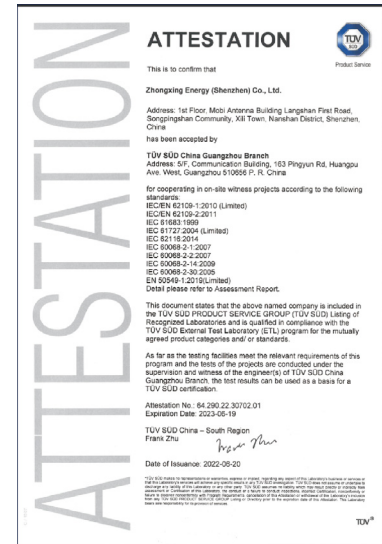 ATTESTATION
ATTESTATION
TÜV
SÜD
Product Service
This is to confirm that
Zhongxing Energy (Shenzhen) Co., Ltd.
Address: 1st Floor, Mobi Antenna Building Langshan First Road,
Songpingshan Community, Xili Town, Nanshan District, Shenzhen,
China
has been accepted by
TÜV SÜD China Guangzhou Branch
Address: 5/F, Communication Building, 163 Pingyun Rd, Huangpu
Ave. West, Guangzhou 510656 P. R. China
for cooperating in on-site witness projects according to the following
standards:
IEC/EN 62109-1:2010 (Limited)
IEC/EN 62109-2:2011
IEC 61683:1999
IEC 61727:2004 (Limited)
IEC 62116:2014
IEC 60068-2-1:2007
IEC 60068-2-2:2007
IEC 60068-2-14:2009
IEC 60068-2-30:2005
EN 50549-1:2019(Limited)
Detail please refer to Assessment Report.
This document states that the above named company is included in
the TÜV SÜD PRODUCT SERVICE GROUP (TÜV SÜD) Listing of
Recognized Laboratories and is qualified in compliance with the
TÜV SÜD External Test Laboratory (ETL) program for the mutually
agreed product categories and/ or standards.
As far as the testing facilities meet the relevant requirements of this
program and the tests of the projects are conducted under the
supervision and witness of the engineer(s) of TÜV SÜD China
Guangzhou Branch, the test results can be used as a basis for a
TÜV SÜD certification.
Attestation No.: 64.290.22.30702.01
Expiration Date: 2023-06-19
TÜV SÜD China – South Region
Frank Zhu
Date of Issuance: 2022-06-20
TÜV®